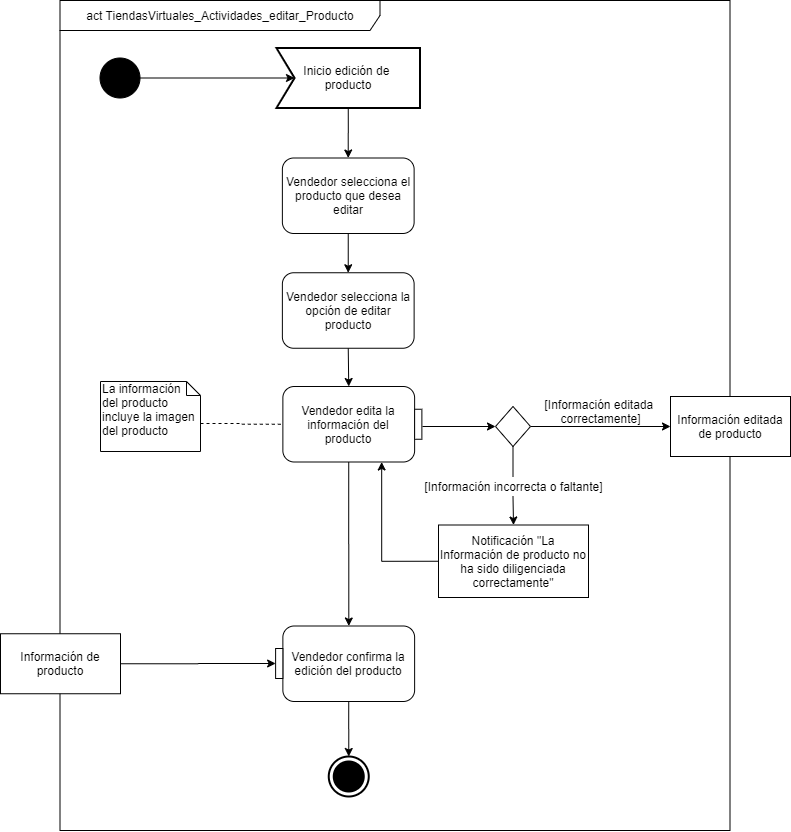 act TiendasVirtuales_Actividades_editar_Producto
Inicio edición de
producto
Vendedor selecciona el
producto que desea
editar
Vendedor selecciona la
opción de editar
producto
La información
del producto
incluye la imagen
del producto
Vendedor edita la
información del
producto
[Información editada
correctamente]
Información editada
de producto
[Información incorrecta o faltante]
Notificación "La
Información de producto no
ha sido diligenciada
correctamente"
Información de
producto
Vendedor confirma la
edición del producto